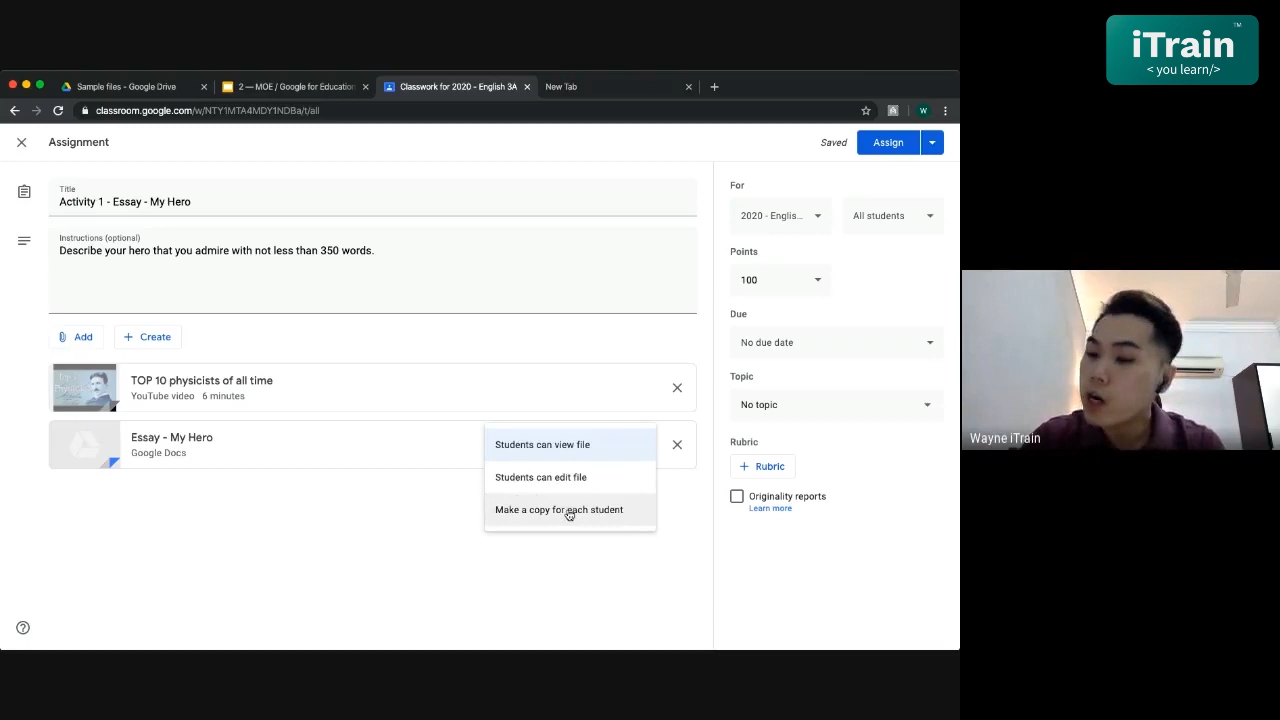 iTrain™
< you learn/>
Sample files - Google Drive
2 — MOE / Google for Education
Classwork for 2020 - English 3A
New Tab
classroom.google.com/w/NTY1MTA4MDY1NDBa/t/all
W
Assignment
Saved
Assign
Title
Activity 1 - Essay - My Hero
Instructions (optional)
Describe your hero that you admire with not less than 350 words.
Add
Create
TOP 10 physicists of all time
YouTube video 6 minutes
Essay - My Hero
Google Docs
Students can view file
Students can edit file
Make a copy for each student
For
2020 - Englis...
All students
Points
100
Due
No due date
Topic
No topic
Rubric
Rubric
Originality reports
Learn more
Wayne iTrain